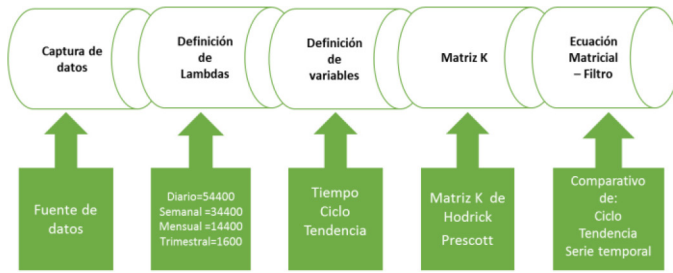 Captura de
datos
Definición
de
Lambdas
Definición
de
variables
Matriz K
Ecuación
Matricial
– Filtro
Fuente de
datos
Diario=54400
Semanal =34400
Mensual =14400
Trimestral=1600
Tiempo
Ciclo
Tendencia
Matriz K de
Hodrick
Prescott
Comparativo
de:
Ciclo
Tendencia
Serie temporal